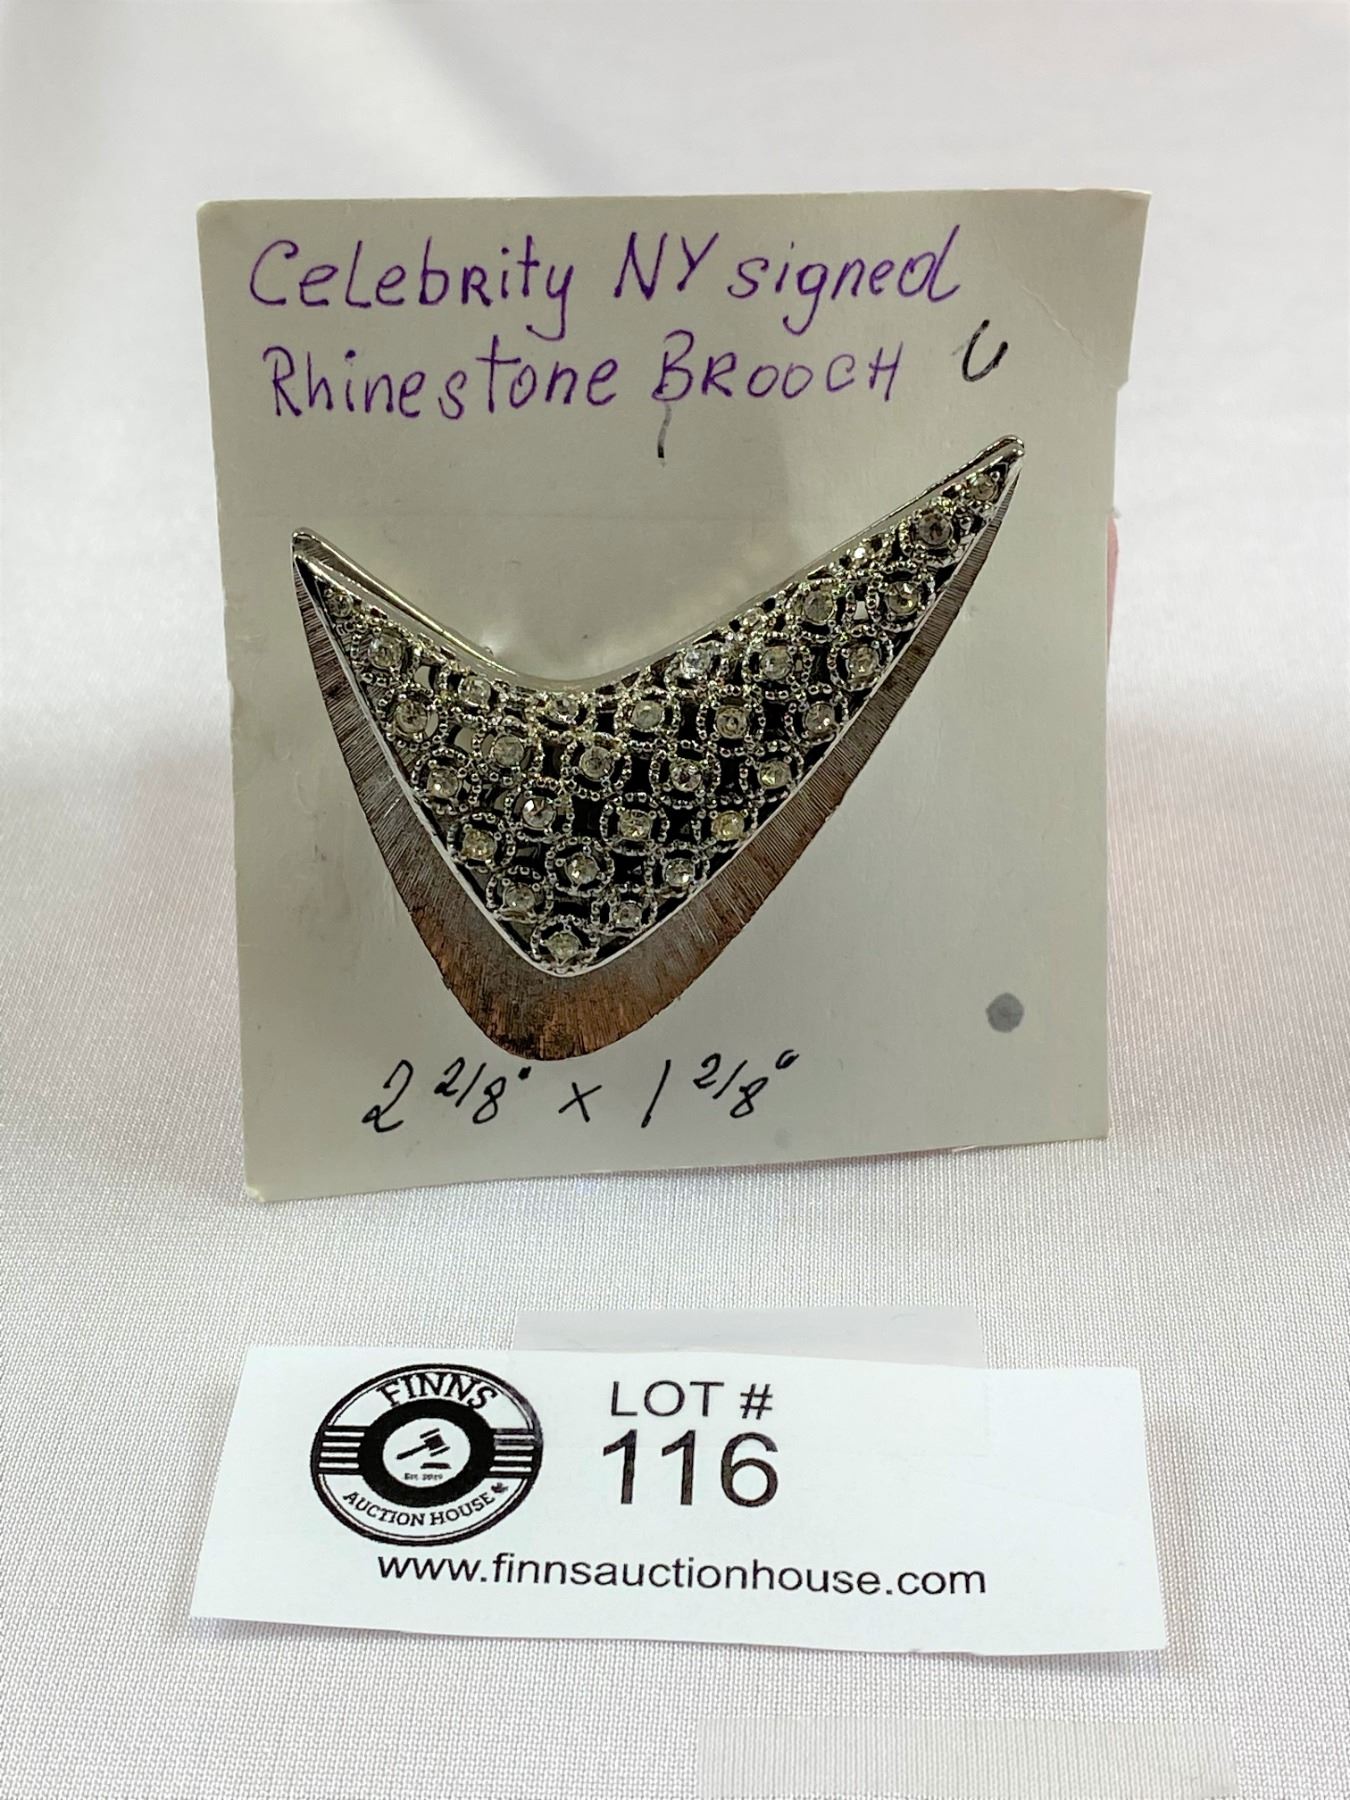 Celebrity NY signed
Rhinestone BROOCH
2 2/8" x 1 2/8"
FINNS
AUCTION HOUSE
LOT #
116
www.finnsauctionhouse.com